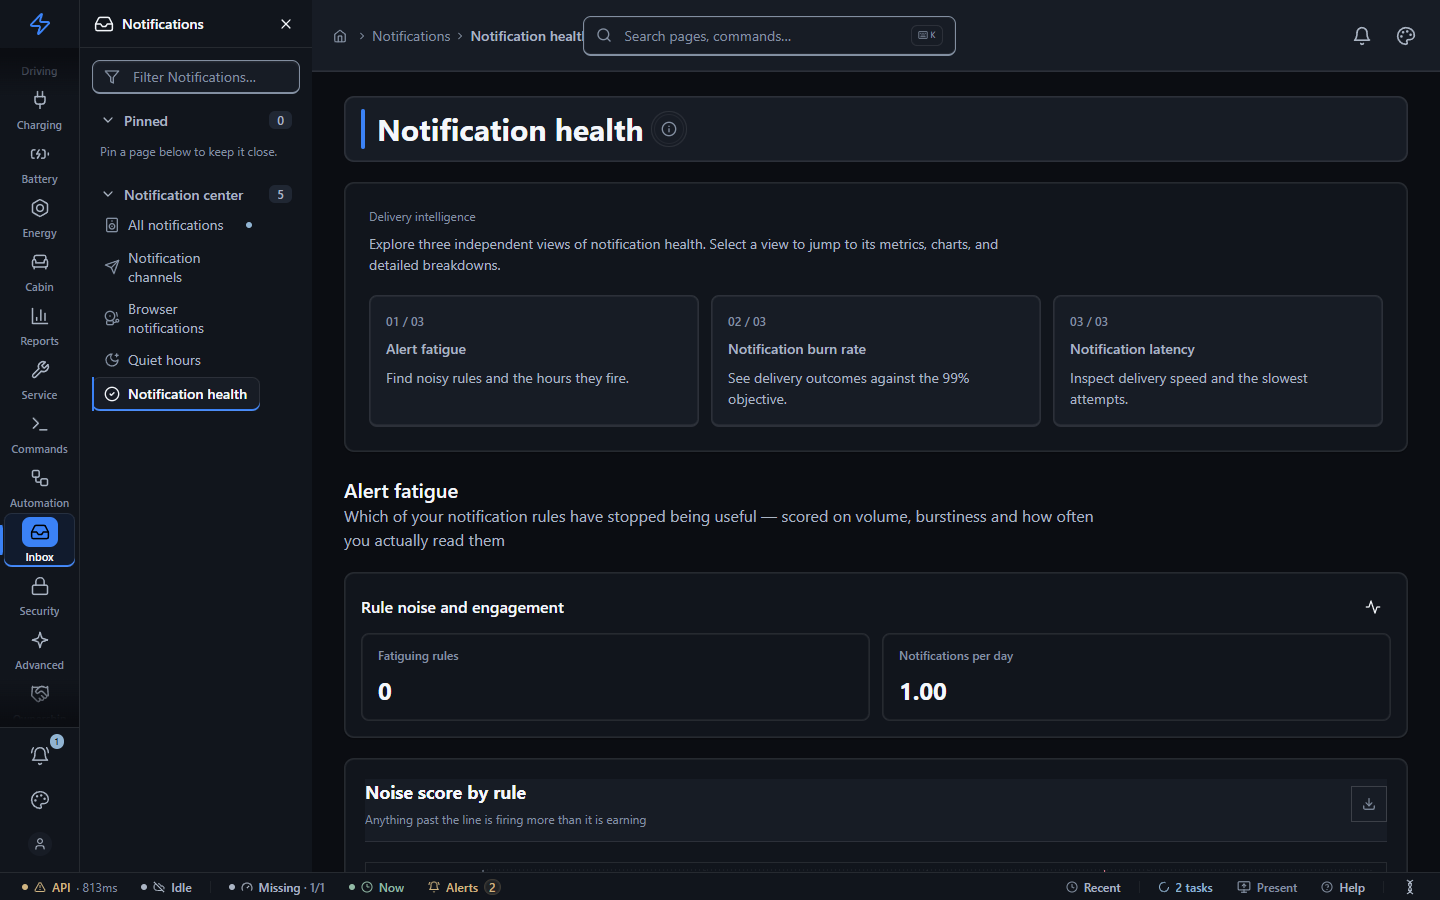 Notifications
Notifications
Notification healt
Search pages, commands...
K
Driving
Charging
Battery
Energy
Cabin
Reports
Service
Commands
Automation
Inbox
Security
Advanced
1
Filter Notifications...
Pinned
0
Pin a page below to keep it close.
Notification center
5
All notifications
Notification
channels
Browser
notifications
Quiet hours
Notification health
Notification health
Delivery intelligence
Explore three independent views of notification health. Select a view to jump to its metrics, charts, and
detailed breakdowns.
01 / 03
Alert fatigue
Find noisy rules and the hours they fire.
02 / 03
Notification burn rate
See delivery outcomes against the 99%
objective.
03 / 03
Notification latency
Inspect delivery speed and the slowest
attempts.
Alert fatigue
Which of your notification rules have stopped being useful — scored on volume, burstiness and how often
you actually read them
Rule noise and engagement
Fatiguing rules
0
Notifications per day
1.00
Noise score by rule
Anything past the line is firing more than it is earning
API · 813ms
Idle
Missing · 1/1
Now
Alerts 2
Recent
2 tasks
Present
Help